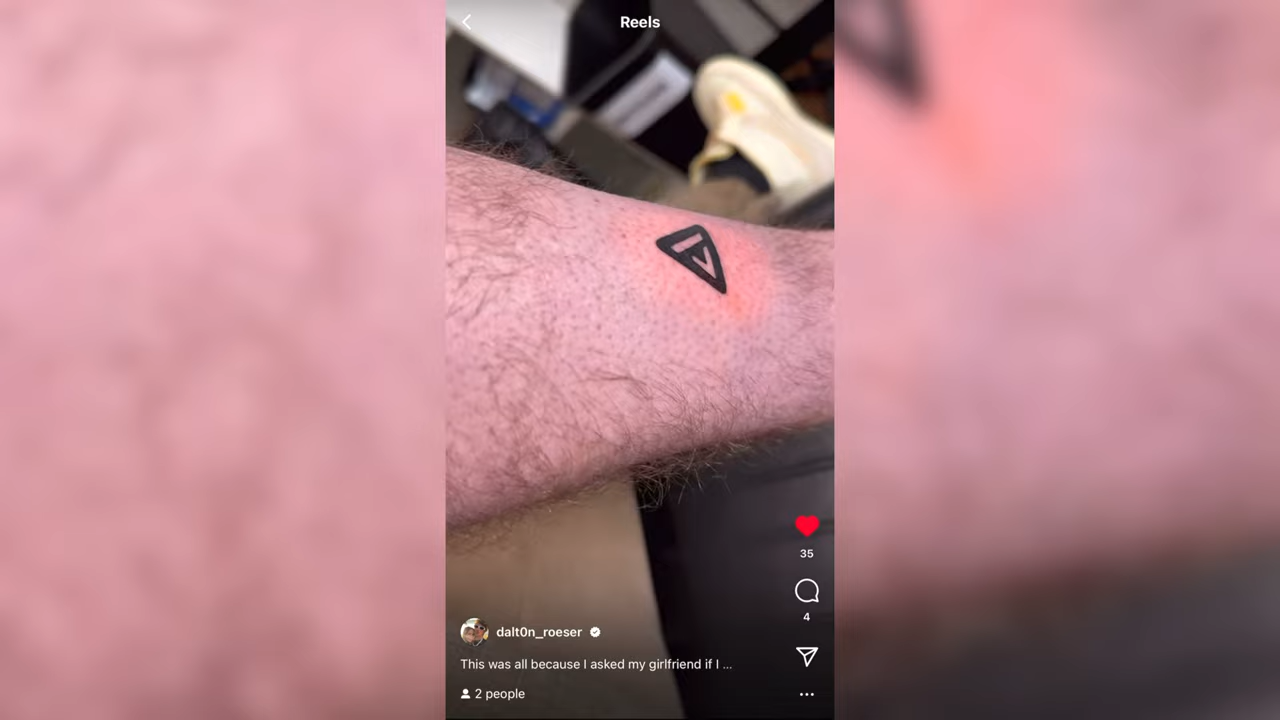 Reels
35
4
dalt0n_roeser
This was all because I asked my girlfriend if I ...
2 people